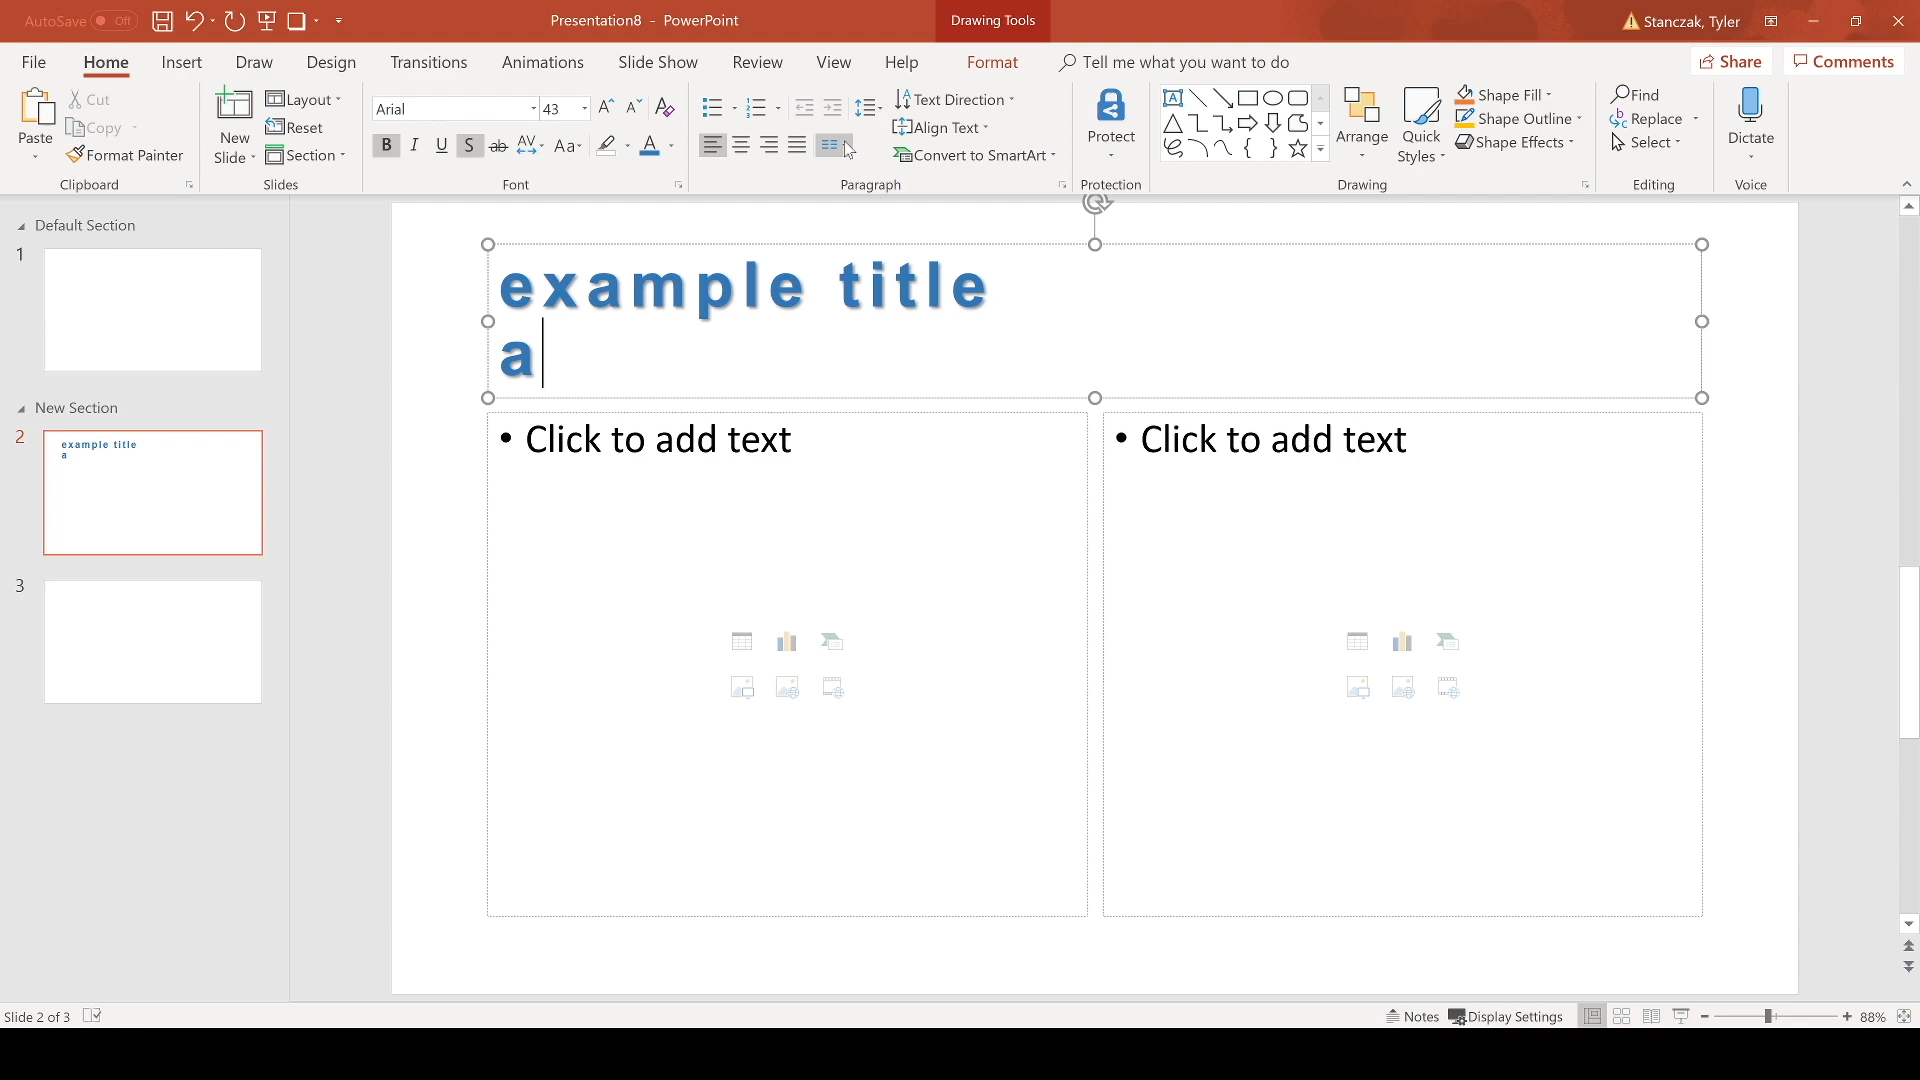 AutoSave Off
Presentation8 - PowerPoint
Drawing Tools
Stanczak, Tyler
File Home Insert Draw Design Transitions Animations Slide Show Review View Help Format Tell me what you want to do
Share Comments
Paste
Cut
Copy
Format Painter
Clipboard
New
Slide
Layout
Reset
Section
Slides
Arial 43
B I U S ab AV Aa A
Font
Text Direction
Align Text
Convert to SmartArt
Paragraph
Protect
Protection
Arrange
Quick
Styles
Shape Fill
Shape Outline
Shape Effects
Drawing
Find
Replace
Select
Editing
Dictate
Voice
Default Section
1
New Section
2
example title
a
3
example title
a
• Click to add text
• Click to add text
Slide 2 of 3
Notes Display Settings 88%